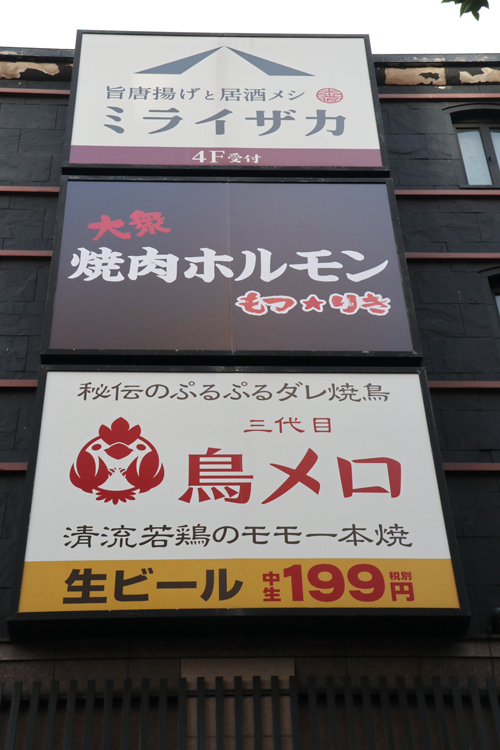 旨唐揚げと居酒メシ
ミライザカ
4F受付
大衆
焼肉ホルモン
もつ★りき
秘伝のぷるぷるダレ焼鳥
三代目
鳥メロ
清流若鶏のモモ一本焼
生ビール 中生199円 税別